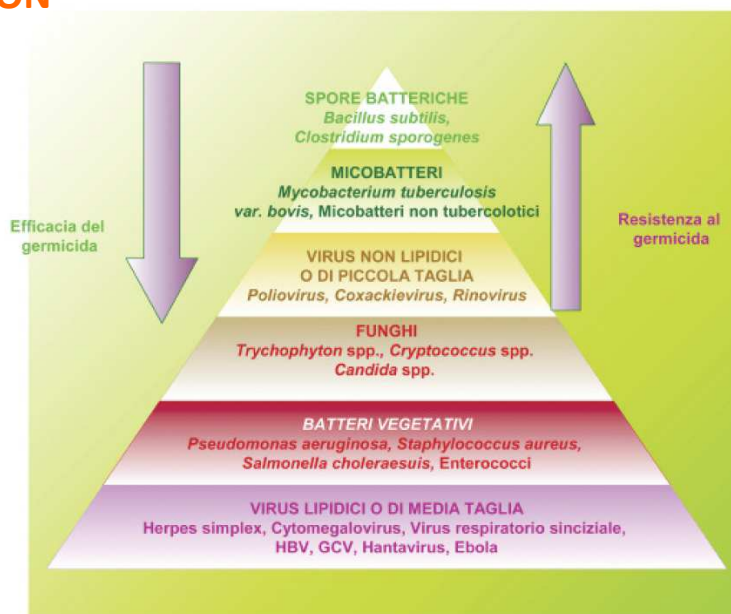 ON
SPORE BATTERICHE
Bacillus subtilis,
Clostridium sporogenes
MICOBATTERI
Mycobacterium tuberculosis
var. bovis, Micobatteri non tubercolotici
Efficacia del
germicida
Resistenza al
germicida
VIRUS NON LIPIDICI
O DI PICCOLA TAGLIA
Poliovirus, Coxackievirus, Rinovirus
FUNGHI
Trychophyton spp., Cryptococcus spp.
Candida spp.
BATTERI VEGETATIVI
Pseudomonas aeruginosa, Staphylococcus aureus,
Salmonella choleraesuis, Enterococci
VIRUS LIPIDICI O DI MEDIA TAGLIA
Herpes simplex, Cytomegalovirus, Virus respiratorio sinciziale,
HBV, GCV, Hantavirus, Ebola